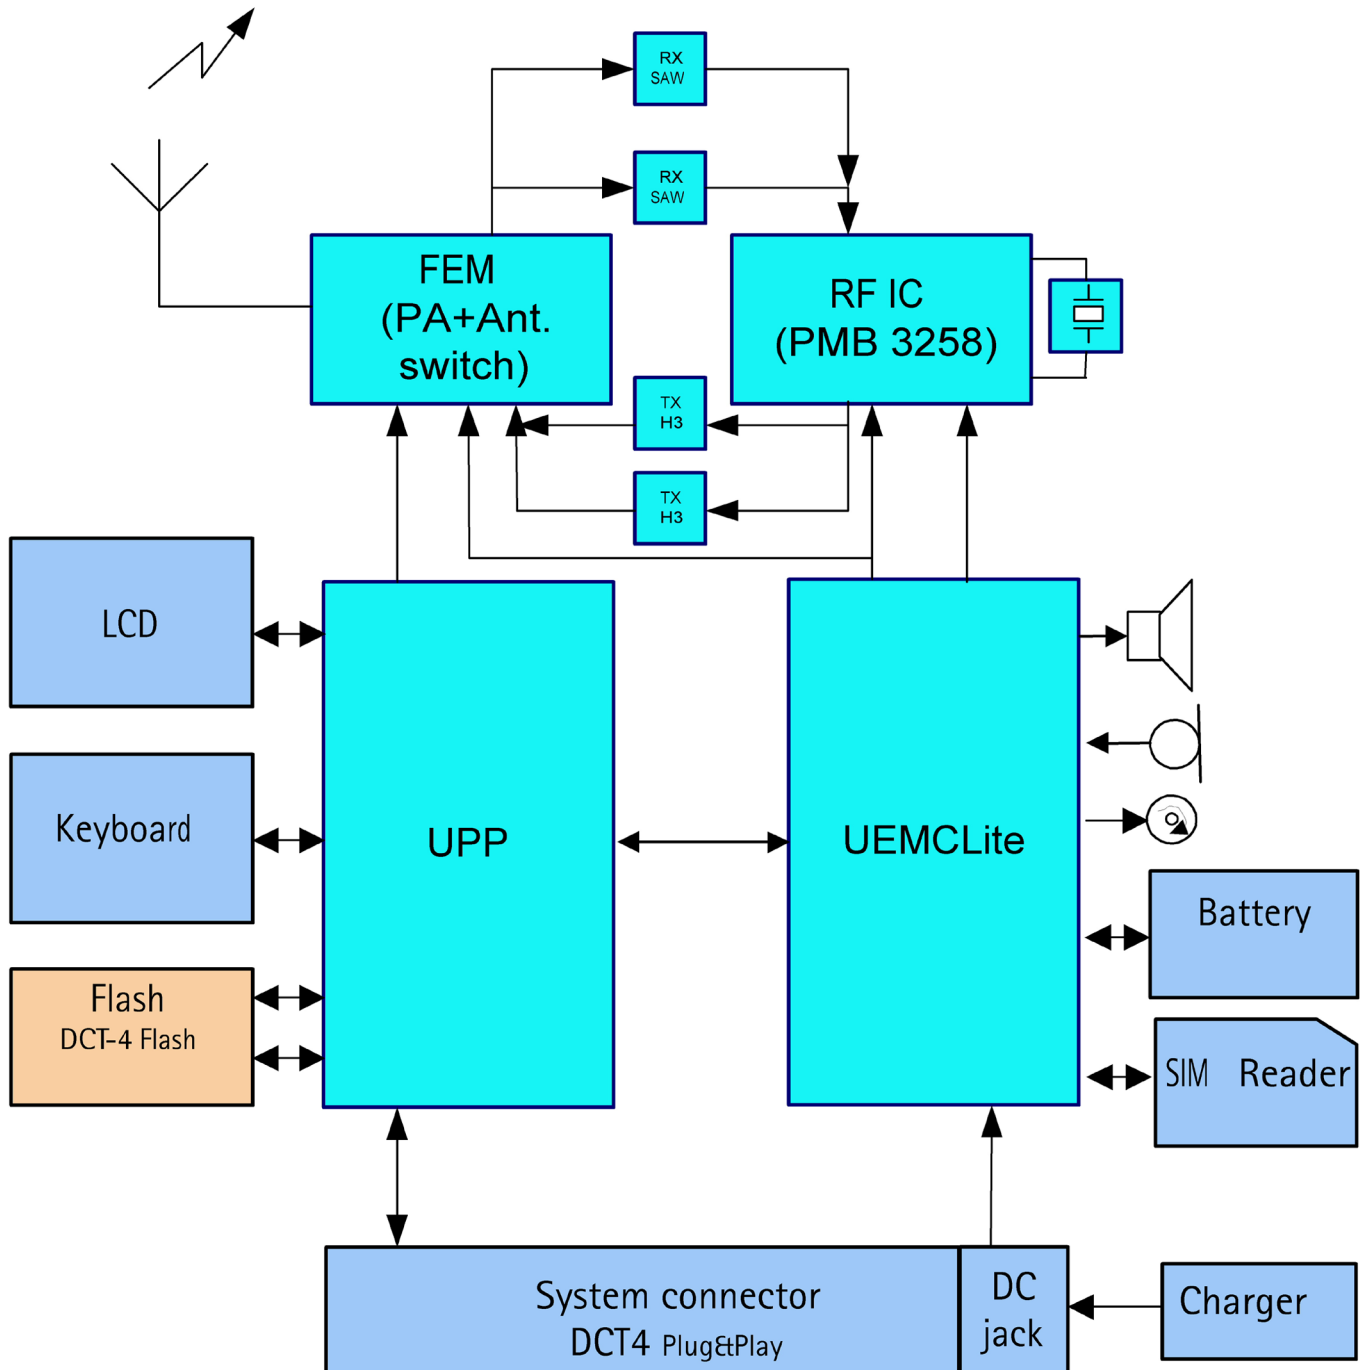 RX
SAW
RX
SAW
FEM
(PA+Ant.
switch)
RF IC
(PMB 3258)
TX
H3
TX
H3
LCD
Keyboard
UPP
UEMCLite
Battery
Flash
DCT-4 Flash
SIM Reader
System connector
DCT4 Plug&Play
DC
jack
Charger